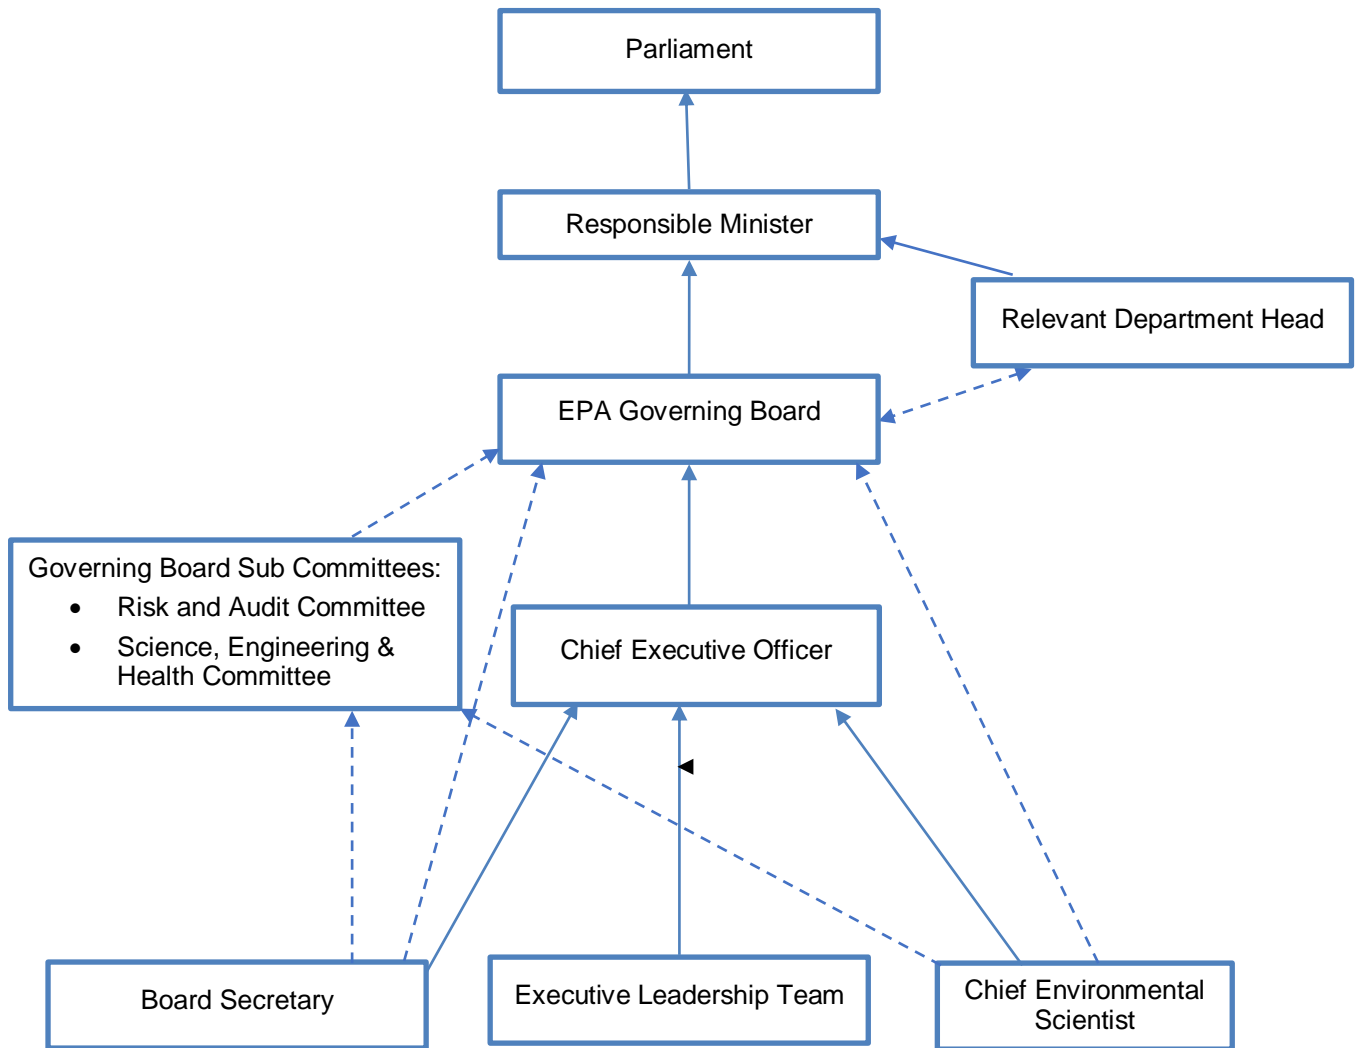 Parliament
Responsible Minister
Relevant Department Head
EPA Governing Board
Governing Board Sub Committees:
• Risk and Audit Committee
• Science, Engineering &
Health Committee
Chief Executive Officer
Board Secretary
Executive Leadership Team
Chief Environmental
Scientist